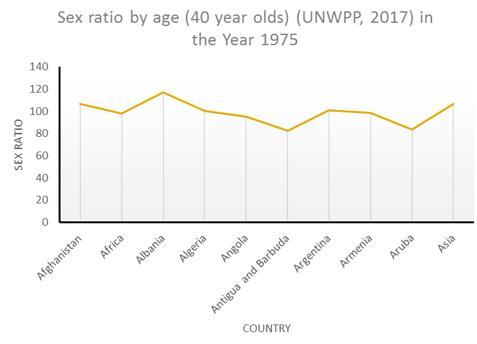 Sex ratio by age (40 year olds) (UNWPP, 2017) in
the Year 1975
140
120
100
80
60
40
20
0
SEX RATIO
Afghanistan
Africa
Albania
Algeria
Angola
Antigua and Barbuda
Argentina
Armenia
Aruba
Asia
COUNTRY